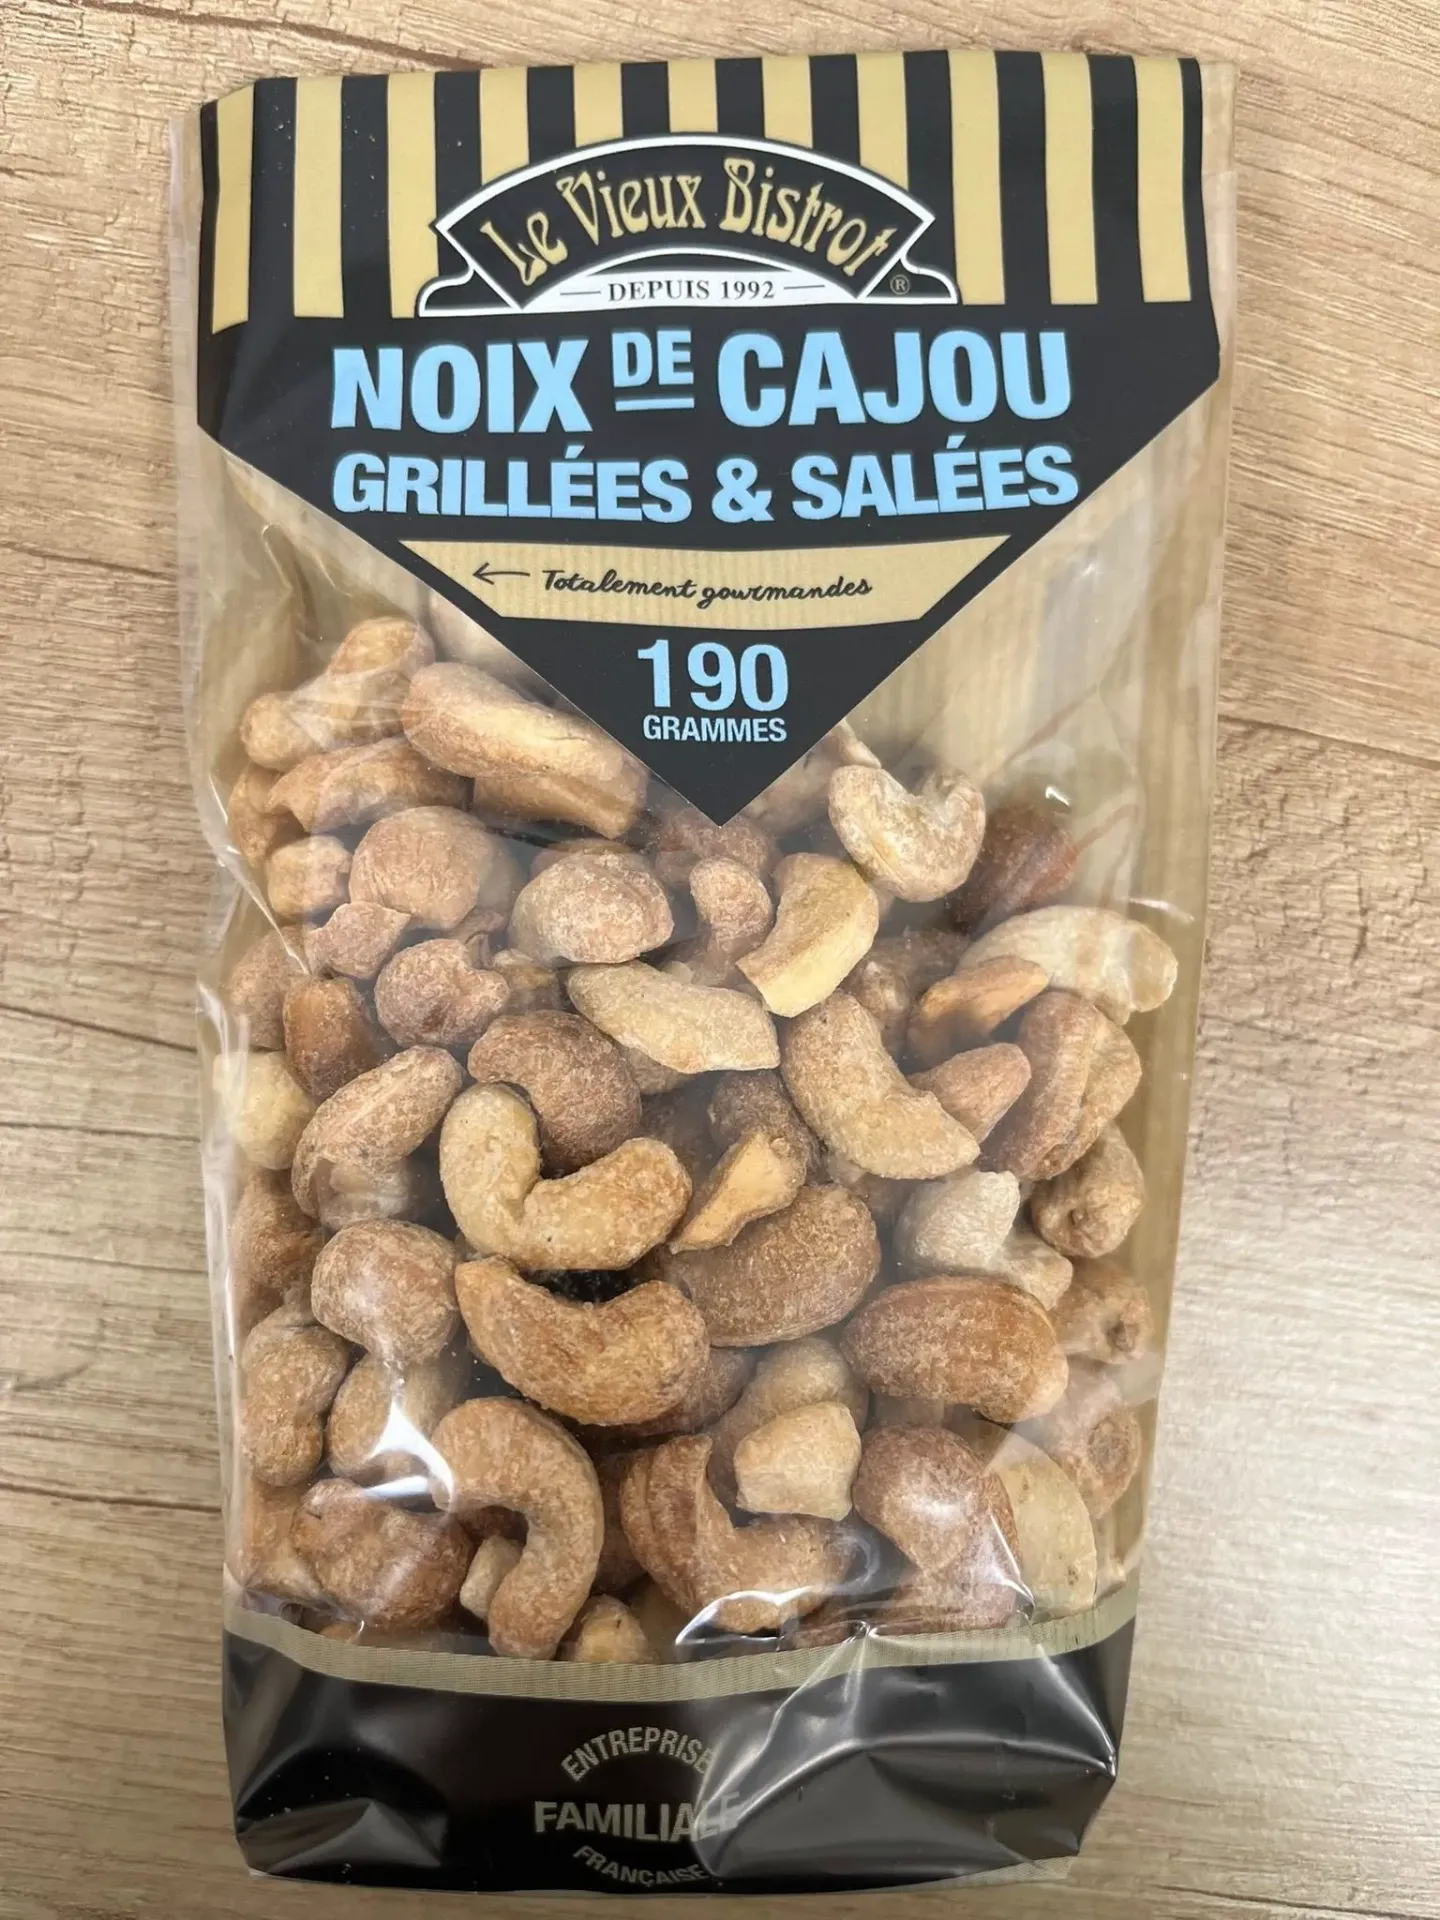 Le Vieux Bistrot
DEPUIS 1992
®
NOIX DE CAJOU
GRILLÉES & SALÉES
← Totalement gourmandes
190
GRAMMES
ENTREPRISE
FAMILIALE
FRANÇAISE